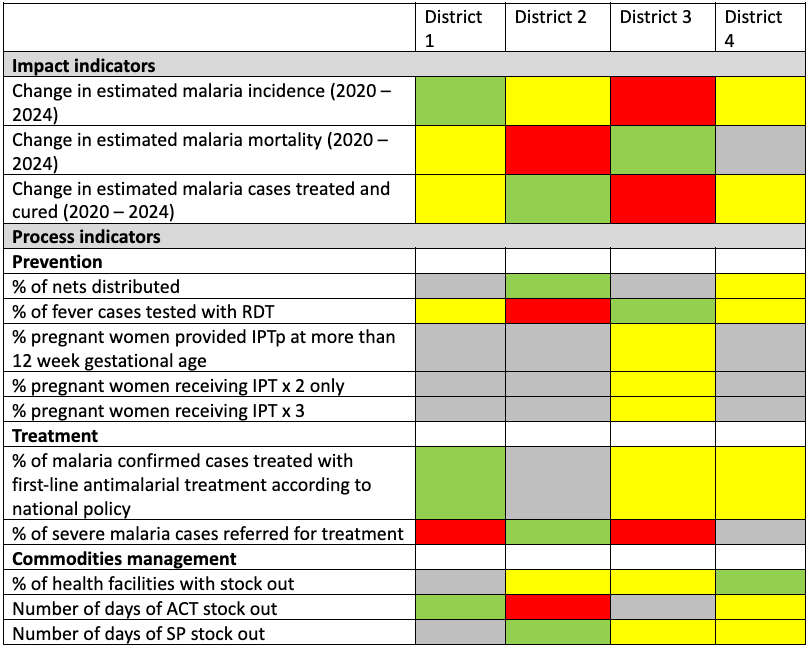 District 1 District 2 District 3 District 4
Impact indicators
Change in estimated malaria incidence (2020 –
2024)
Change in estimated malaria mortality (2020 –
2024)
Change in estimated malaria cases treated and
cured (2020 – 2024)
Process indicators
Prevention
% of nets distributed
% of fever cases tested with RDT
% pregnant women provided IPTp at more than
12 week gestational age
% pregnant women receiving IPT x 2 only
% pregnant women receiving IPT x 3
Treatment
% of malaria confirmed cases treated with
first-line antimalarial treatment according to
national policy
% of severe malaria cases referred for treatment
Commodities management
% of health facilities with stock out
Number of days of ACT stock out
Number of days of SP stock out